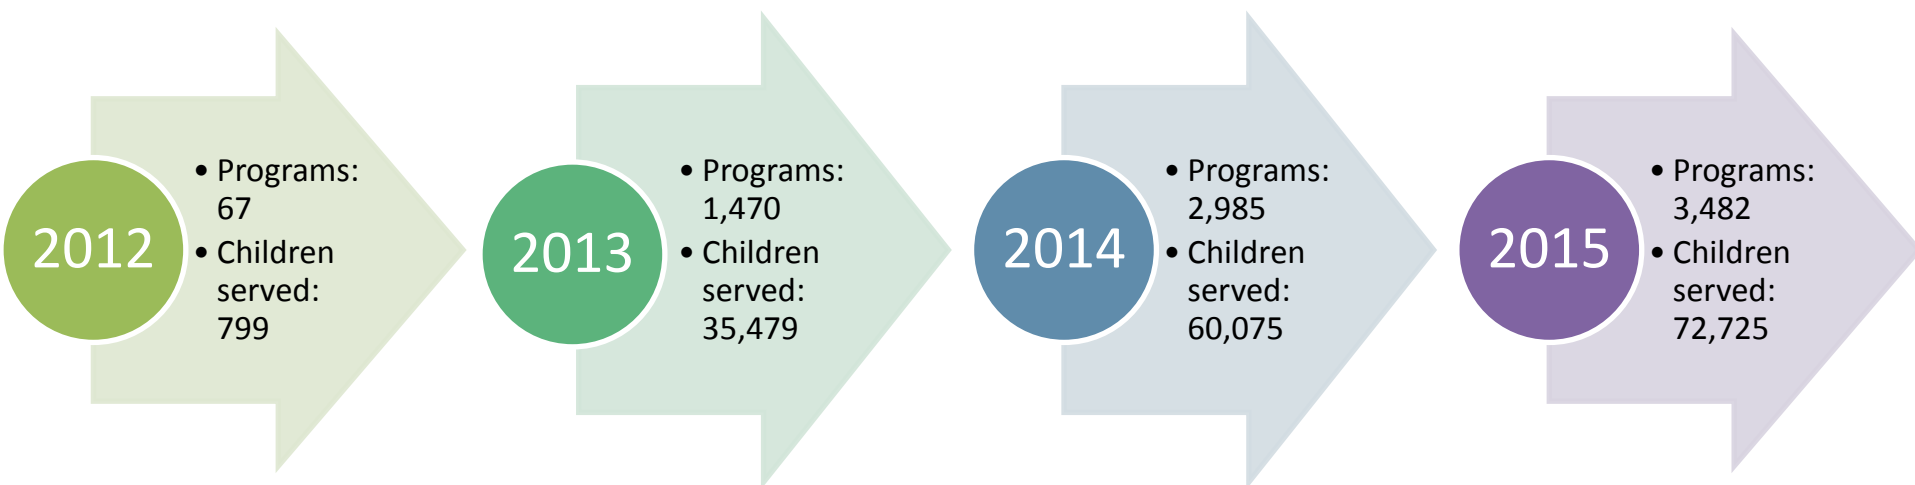 2012
• Programs:
67
• Children
served:
799
2013
• Programs:
1,470
• Children
served:
35,479
2014
• Programs:
2,985
• Children
served:
60,075
2015
• Programs:
3,482
• Children
served:
72,725